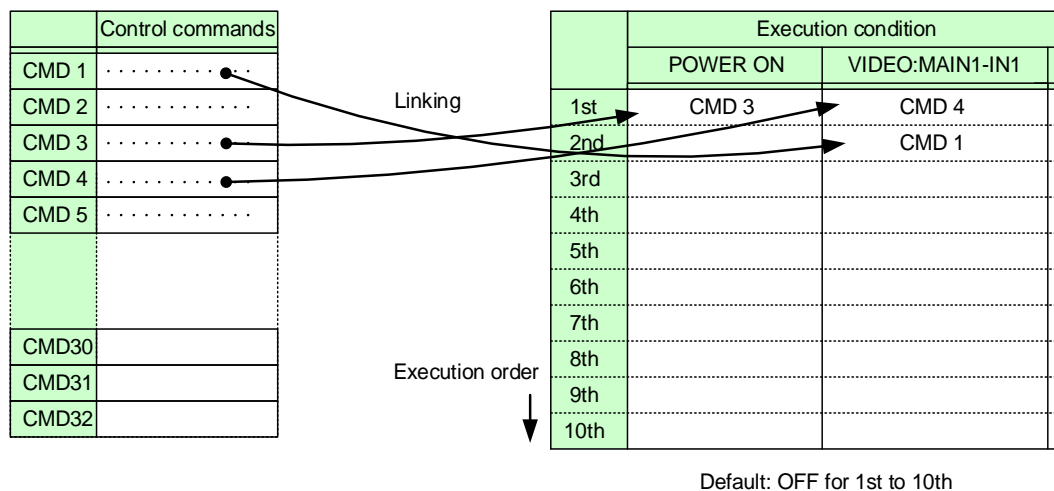 Control commands
CMD 1 . . . . . . . . . . . .
CMD 2 . . . . . . . . . . . .
CMD 3 . . . . . . . . . . . .
CMD 4 . . . . . . . . . . . .
CMD 5 . . . . . . . . . . . .
CMD30
CMD31
CMD32
Linking
Execution order
Execution condition
POWER ON VIDEO:MAIN1-IN1
1st CMD 3 CMD 4
2nd CMD 1
3rd
4th
5th
6th
7th
8th
9th
10th
Default: OFF for 1st to 10th